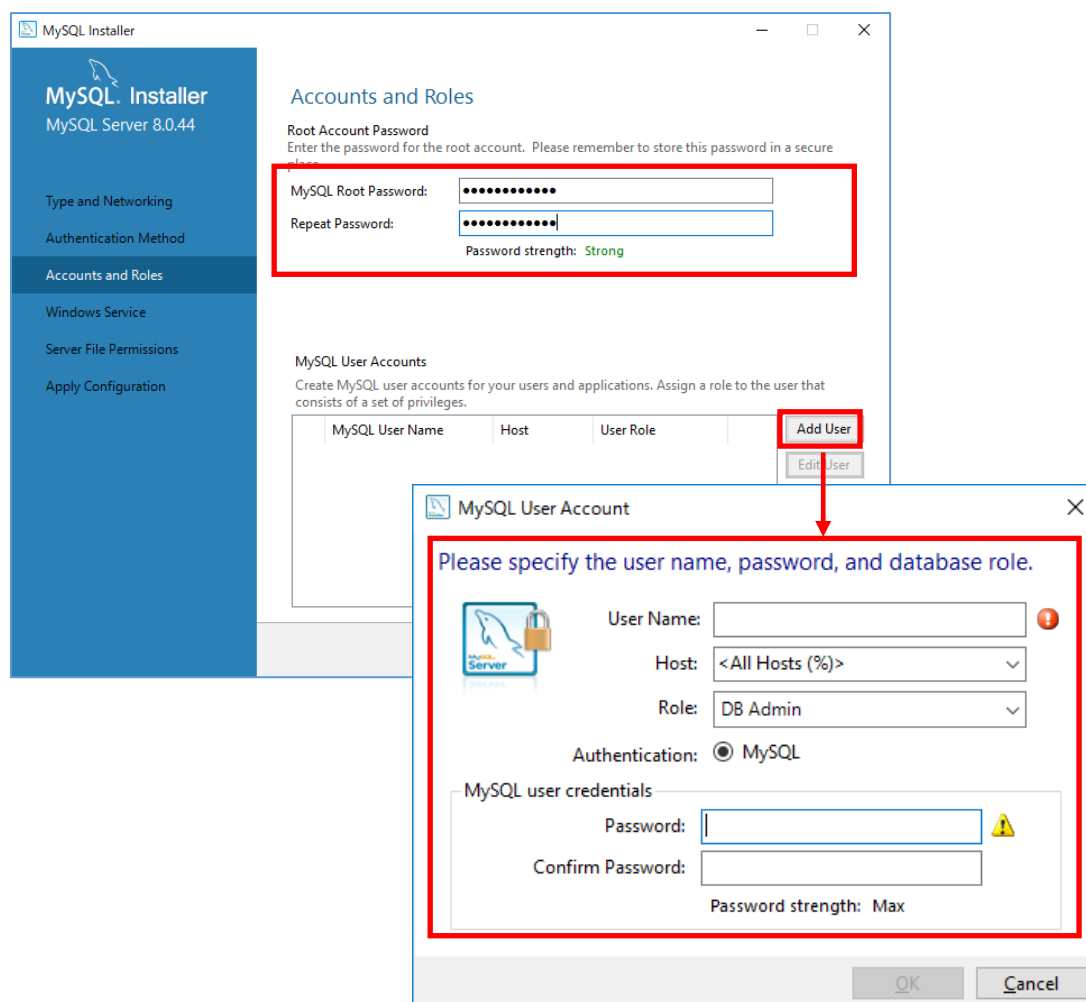 MySQL Installer
MySQL. Installer
MySQL Server 8.0.44
Type and Networking
Authentication Method
Accounts and Roles
Windows Service
Server File Permissions
Apply Configuration
Accounts and Roles
Root Account Password
Enter the password for the root account. Please remember to store this password in a secure
place.
MySQL Root Password: ●●●●●●●●●●●●
Repeat Password: ●●●●●●●●●●●●
Password strength: Strong
MySQL User Accounts
Create MySQL user accounts for your users and applications. Assign a role to the user that
consists of a set of privileges.
MySQL User Name Host User Role
Add User
Edit User
MySQL User Account
Please specify the user name, password, and database role.
MySQL
Server
User Name:
Host: <All Hosts (%)>
Role: DB Admin
Authentication: MySQL
MySQL user credentials
Password:
Confirm Password:
Password strength: Max
OK Cancel